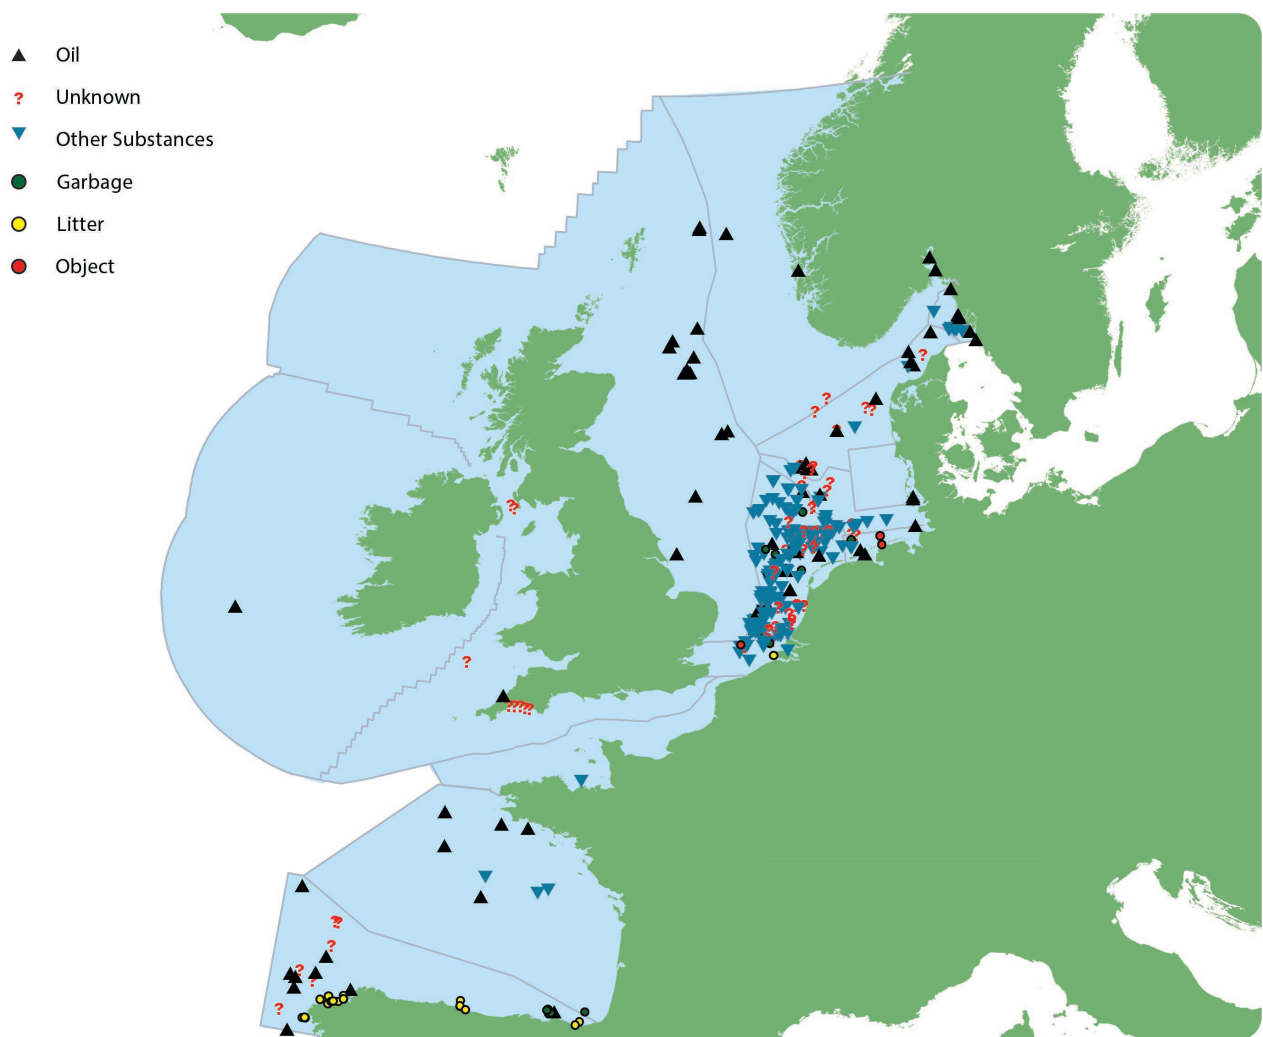 Oil
? Unknown
Other Substances
Garbage
Litter
Object